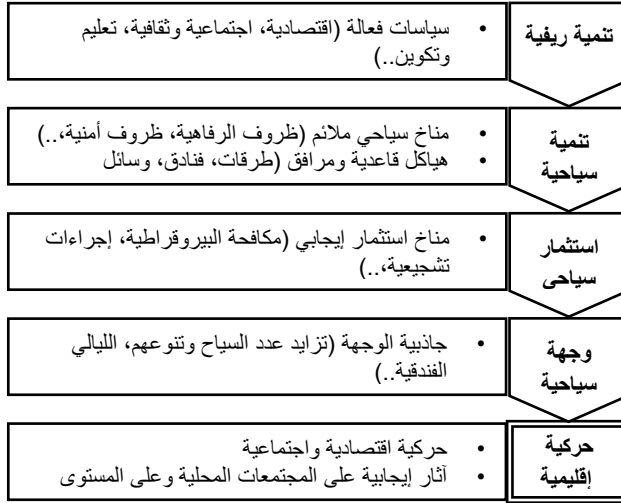 تنمية ريفية
• سياسات فعالة (اقتصادية، اجتماعية وثقافية، تعليم
وتكوين..)
تنمية
سياحية
• مناخ سياحي ملائم (ظروف الرفاهية، ظروف أمنية،..)
• هياكل قاعدية ومرافق (طرقات، فنادق، وسائل
استثمار
سياحي
• مناخ استثمار إيجابي (مكافحة البيروقراطية، إجراءات
تشجيعية،..)
وجهة
سياحية
• جاذبية الوجهة (تزايد عدد السياح وتنوعهم، الليالي
الفندقية..)
حركية
إقليمية
• حركية اقتصادية واجتماعية
• آثار إيجابية على المجتمعات المحلية وعلى المستوى